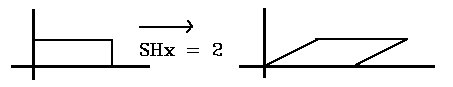 SHx = 2